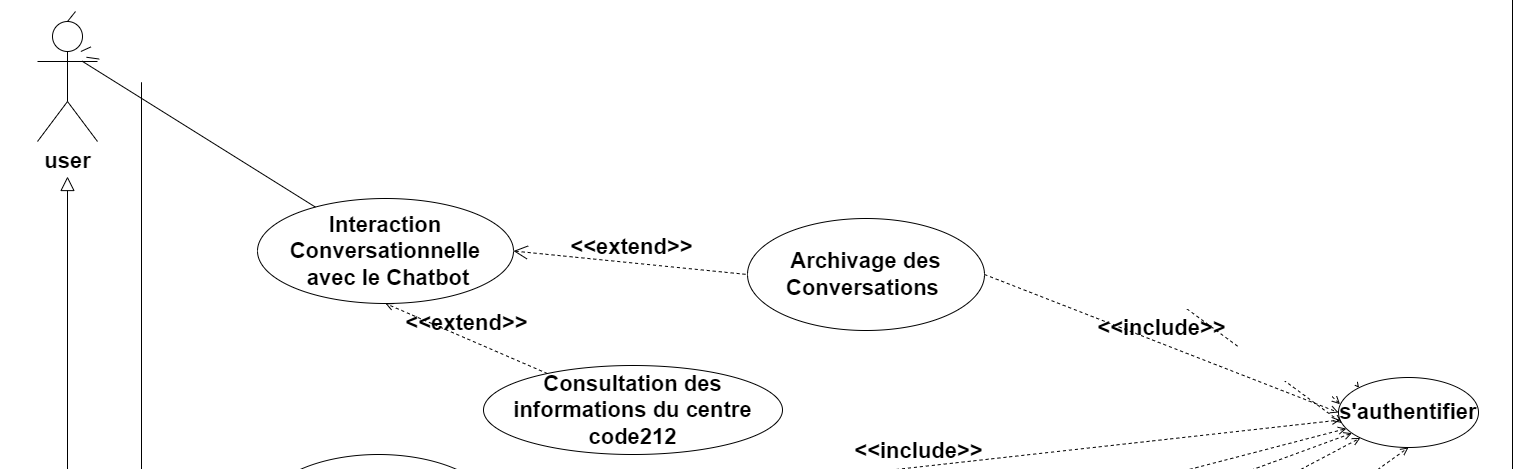 user
Interaction
Conversationnelle
avec le Chatbot
<<extend>>
Archivage des
Conversations
<<extend>>
<<include>>
Consultation des
informations du centre
code212
s'authentifier
<<include>>